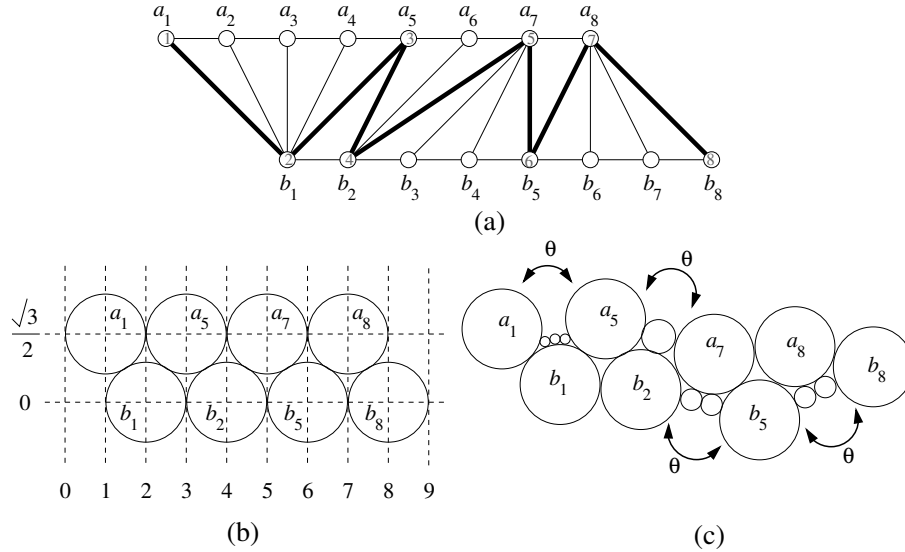 a1 a2 a3 a4 a5 a6 a7 a8
1 3 5 7
2 4 6 8
b1 b2 b3 b4 b5 b6 b7 b8
(a)
√3/2
a1 a5 a7 a8
0
b1 b2 b5 b8
0 1 2 3 4 5 6 7 8 9
(b)
θ θ
a1 a5 a7 a8
b1 b2 b5 b8
θ θ
(c)